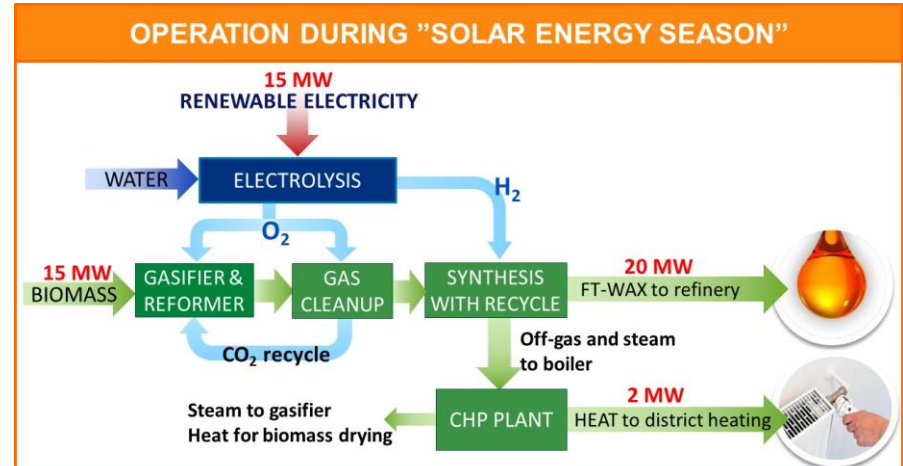 OPERATION DURING ”SOLAR ENERGY SEASON”
15 MW
RENEWABLE ELECTRICITY
WATER
ELECTROLYSIS
H₂
O₂
15 MW
BIOMASS
GASIFIER &
REFORMER
GAS
CLEANUP
SYNTHESIS
WITH RECYCLE
20 MW
FT-WAX to refinery
CO₂ recycle
Off-gas and steam
to boiler
Steam to gasifier
Heat for biomass drying
CHP PLANT
2 MW
HEAT to district heating